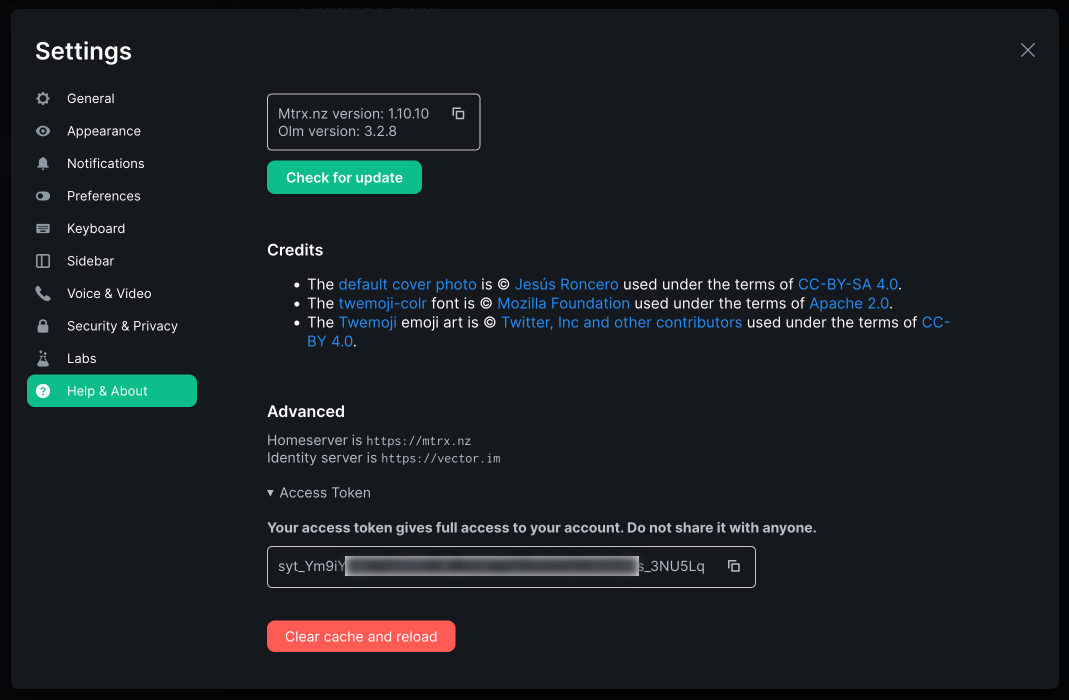 Settings
General
Appearance
Notifications
Preferences
Keyboard
Sidebar
Voice & Video
Security & Privacy
Labs
Help & About
Mtrx.nz version: 1.10.10
Olm version: 3.2.8
Check for update
Credits
• The default cover photo is © Jesús Roncero used under the terms of CC-BY-SA 4.0.
• The twemoji-colr font is © Mozilla Foundation used under the terms of Apache 2.0.
• The Twemoji emoji art is © Twitter, Inc and other contributors used under the terms of CC-
BY 4.0.
Advanced
Homeserver is https://mtrx.nz
Identity server is https://vector.im
Access Token
Your access token gives full access to your account. Do not share it with anyone.
syt_Ym9iY s_3NU5Lq
Clear cache and reload